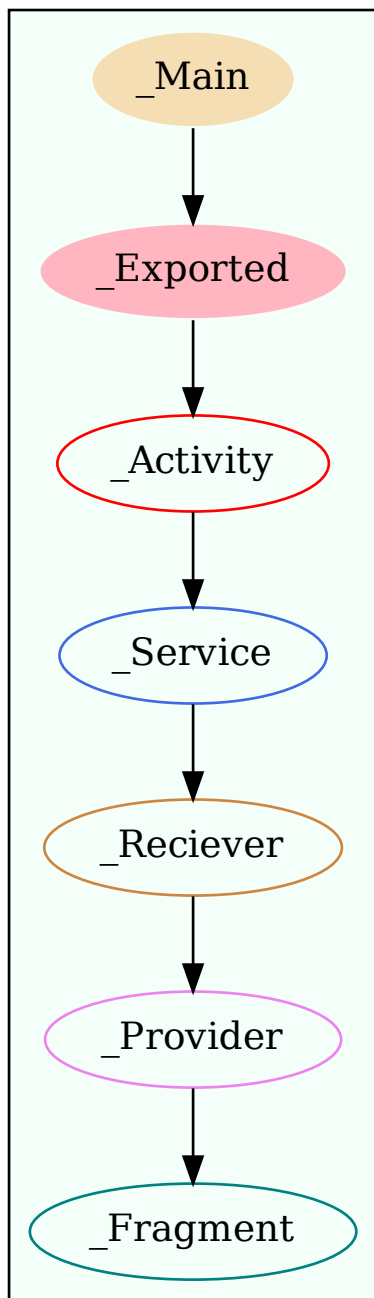 _Main
_Exported
_Activity
_Service
_Reciever
_Provider
_Fragment